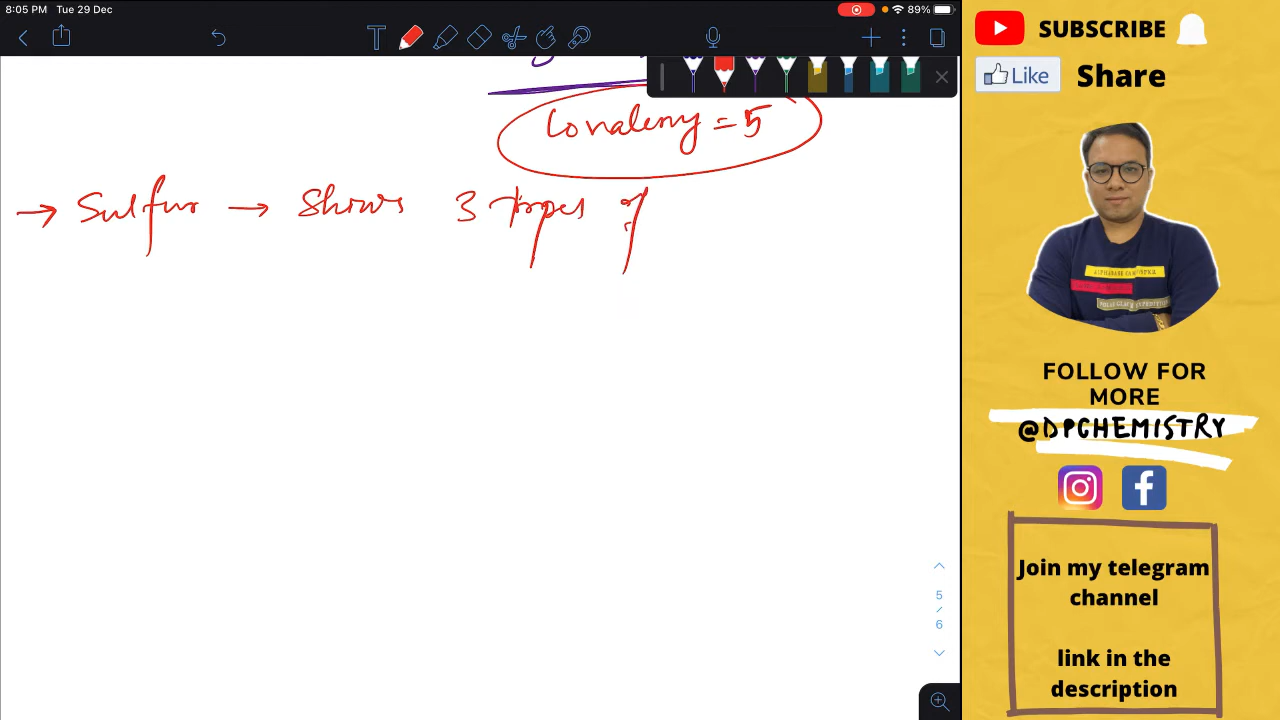 8:05 PM Tue 29 Dec
89%
Covalency = 5
→ Sulfur → Shows 3 types of
5
/
6
SUBSCRIBE
Like Share
FOLLOW FOR
MORE
@DPCHEMISTRY
Join my telegram
channel
link in the
description